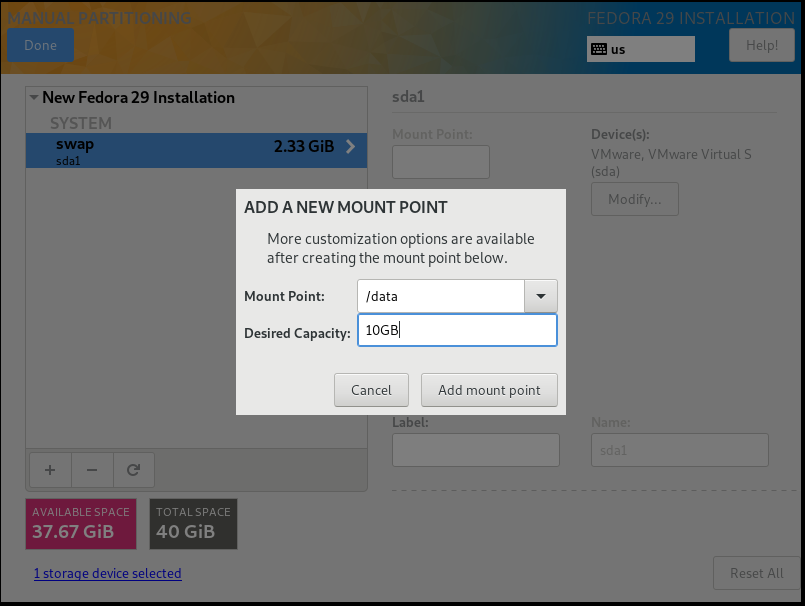 MANUAL PARTITIONING
FEDORA 29 INSTALLATION
Done
us
Help!
New Fedora 29 Installation
SYSTEM
swap
2.33 GiB
sda1
sda1
Mount Point:
Device(s):
VMware, VMware Virtual S
(sda)
Modify...
ADD A NEW MOUNT POINT
More customization options are available
after creating the mount point below.
Mount Point:
/data
Desired Capacity:
10GB
Cancel
Add mount point
Label:
Name:
sda1
AVAILABLE SPACE
37.67 GiB
TOTAL SPACE
40 GiB
1 storage device selected
Reset All